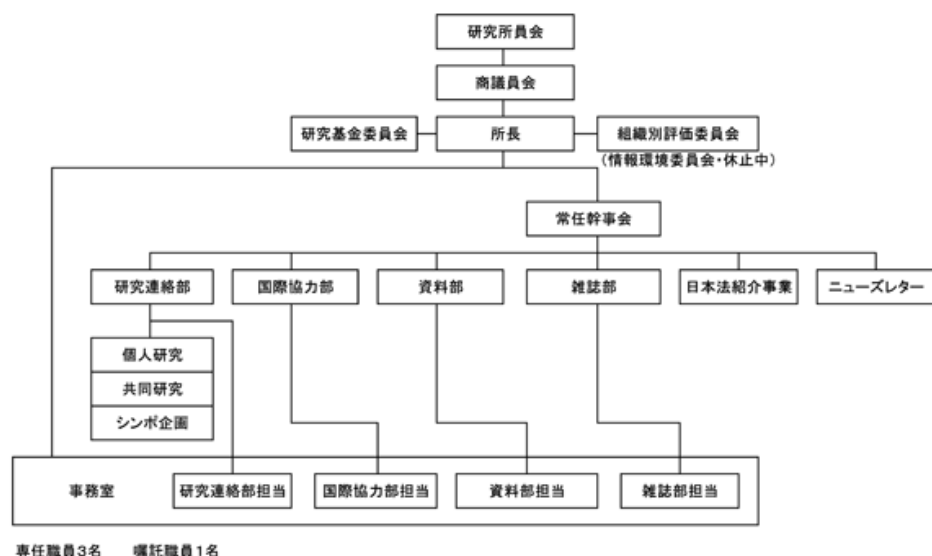 研究所員会
商議員会
研究基金委員会
所長
組織別評価委員会
(情報環境委員会・休止中)
常任幹事会
研究連絡部
国際協力部
資料部
雑誌部
日本法紹介事業
ニューズレター
個人研究
共同研究
シンポ企画
事務室
研究連絡部担当
国際協力部担当
資料部担当
雑誌部担当
専任職員3名 嘱託職員1名